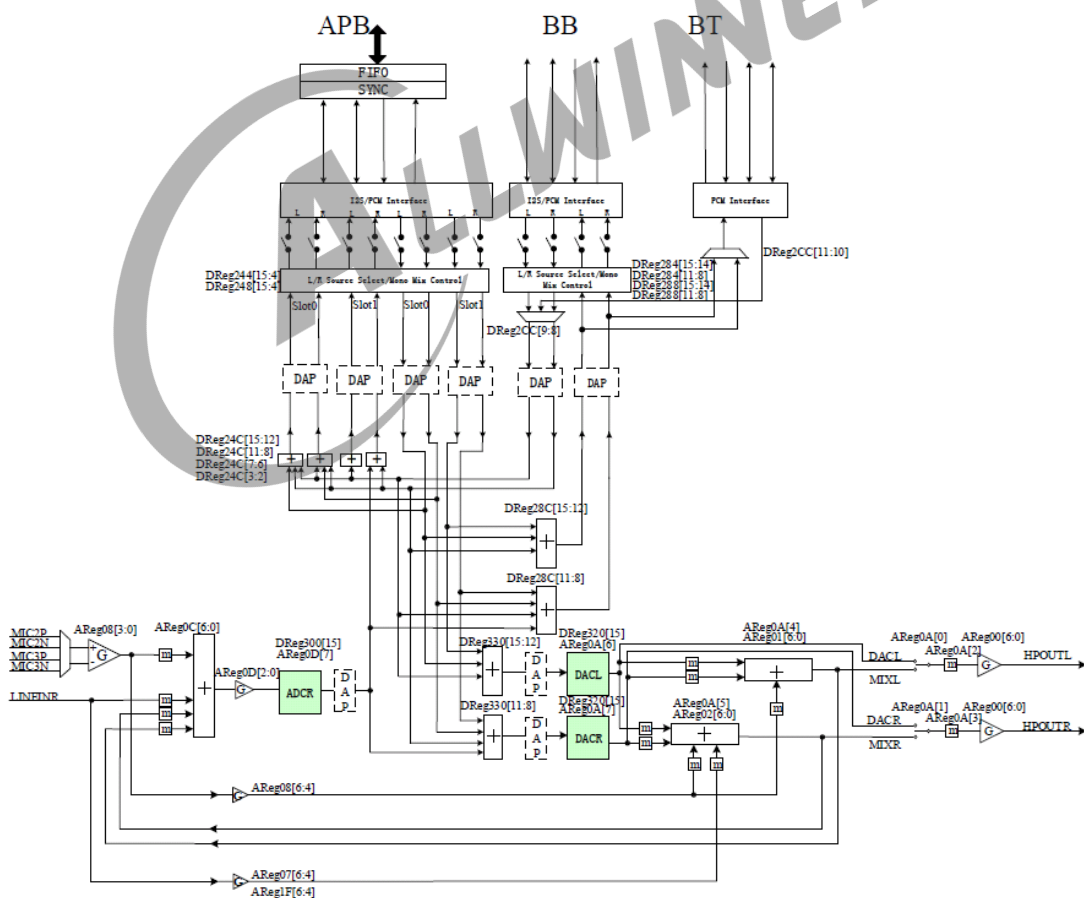 APB
BB
BT
ALLWINNE
FIFO
SYNC
I2S/PCM Interface
I2S/PCM Interface
PCM Interface
L R L R L R L R
L R L R
DReg2CC[11:10]
DReg244[15:4]
DReg248[15:4]
L/R Source Select/Mono Mix Control
L/R Source Select/Mono
Mix Control
DReg284[15:14]
DReg284[11:8]
DReg288[15:14]
DReg288[11:8]
Slot0
Slot1
Slot0
Slot1
DReg2CC[9:8]
DAP
DAP
DAP
DAP
DAP
DAP
DReg24C[15:12]
DReg24C[11:8]
DReg24C[7:6]
DReg24C[3:2]
+ + + +
DReg28C[15:12]
+
DReg28C[11:8]
+
MIC2P
MIC2N
MIC3P
MIC3N
LINEINR
AReg08[3:0]
+
-
G
AReg0C[6:0]
m
m
m
m
+
AReg0D[2:0]
G
DReg300[15]
AReg0D[7]
ADCR
DAP
DReg330[15:12]
+
DAP
DReg320[15]
AReg0A[6]
DACL
DReg330[11:8]
+
DAP
DReg320[15]
AReg0A[7]
DACR
AReg0A[4]
AReg01[6:0]
m
m
+
m
AReg0A[5]
AReg02[6:0]
m
m
+
m
m
DACL
MIXL
AReg0A[0]
AReg0A[2]
m
AReg00[6:0]
G
HPOUTL
DACR
MIXR
AReg0A[1]
AReg0A[3]
m
AReg00[6:0]
G
HPOUTR
G
AReg08[6:4]
G
AReg07[6:4]
AReg1F[6:4]